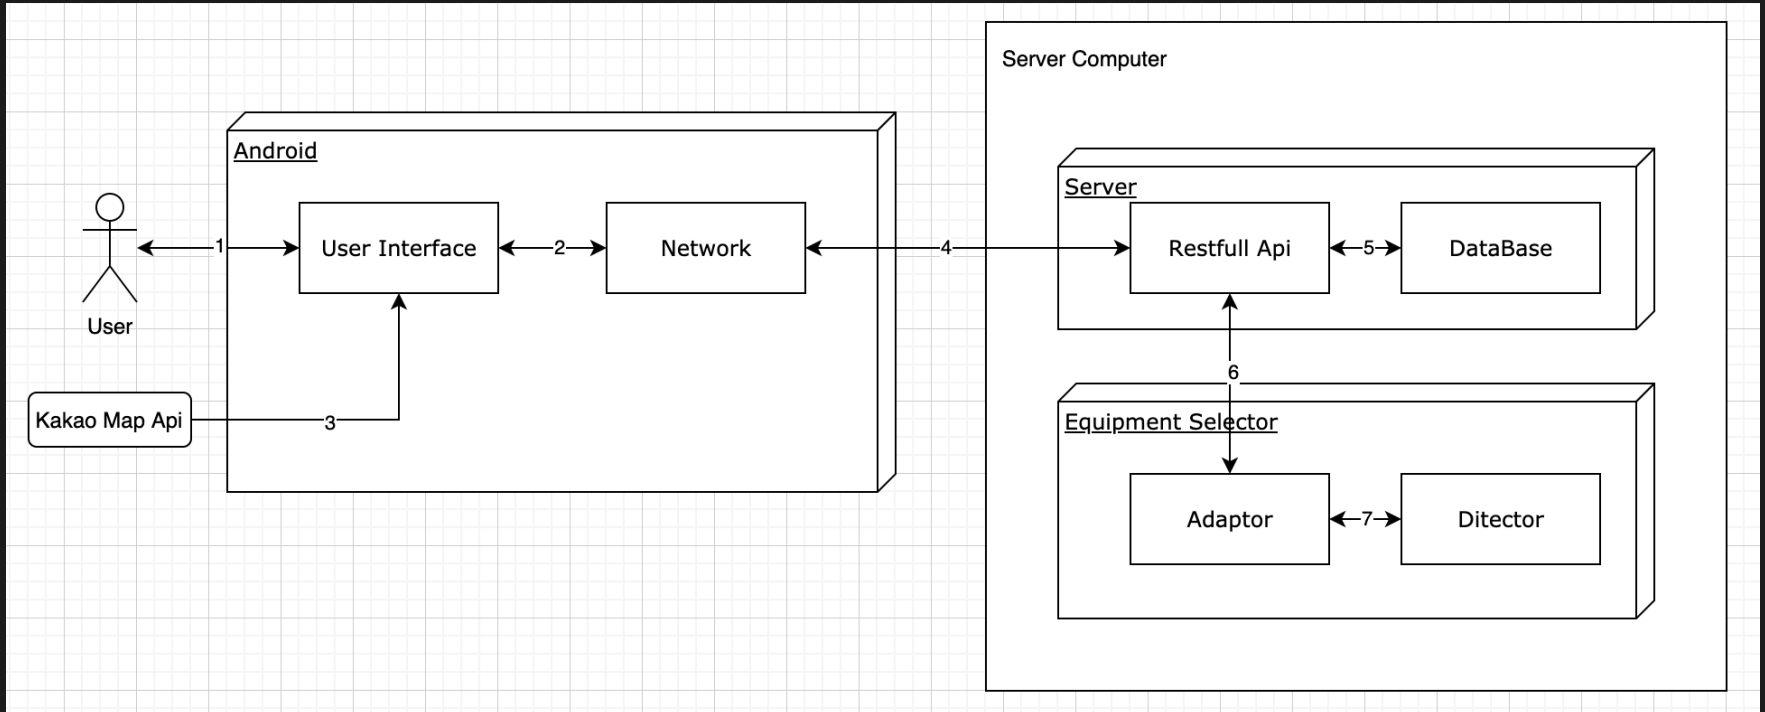 Server Computer
Android
Server
1
User Interface
2
Network
4
Restfull Api
5
DataBase
User
6
Kakao Map Api
3
Equipment Selector
Adaptor
7
Ditector